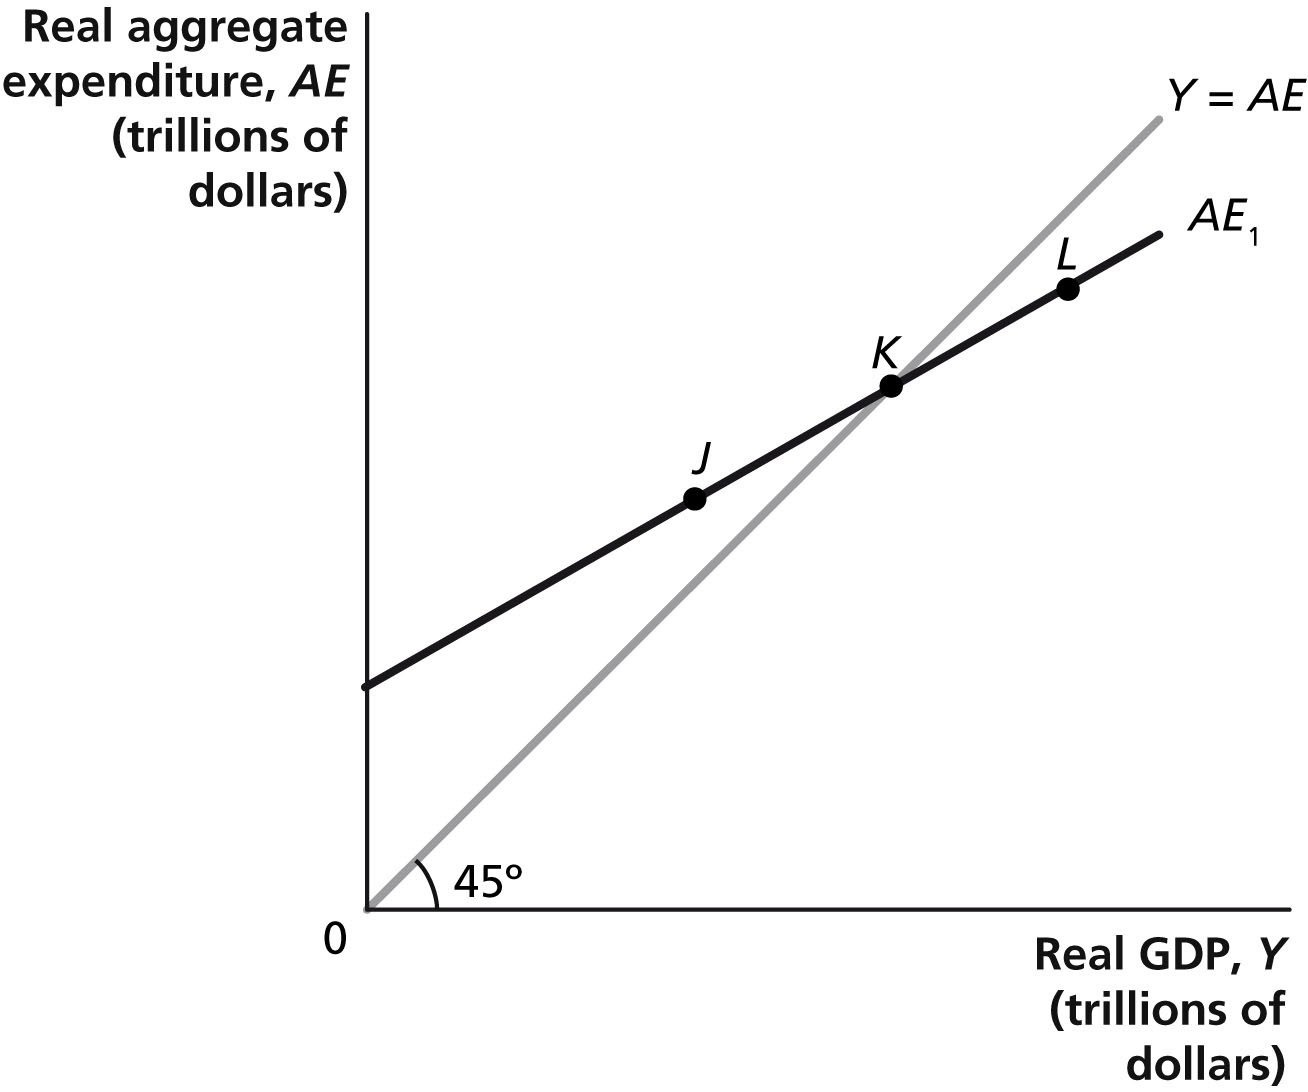 Real aggregate
expenditure, AE
(trillions of
dollars)
Y = AE
AE₁
L
K
J
45°
0
Real GDP, Y
(trillions of
dollars)